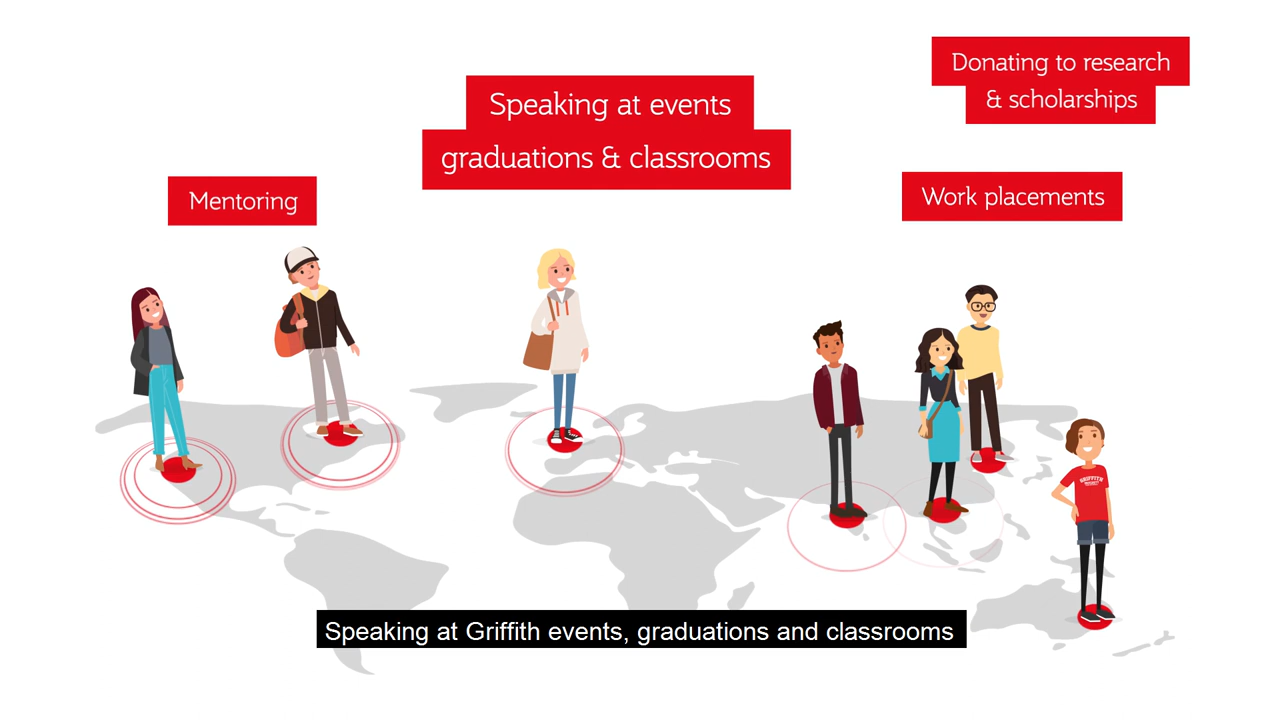 Donating to research
& scholarships
Speaking at events
graduations & classrooms
Mentoring
Work placements
GRIFFITH
Speaking at Griffith events, graduations and classrooms